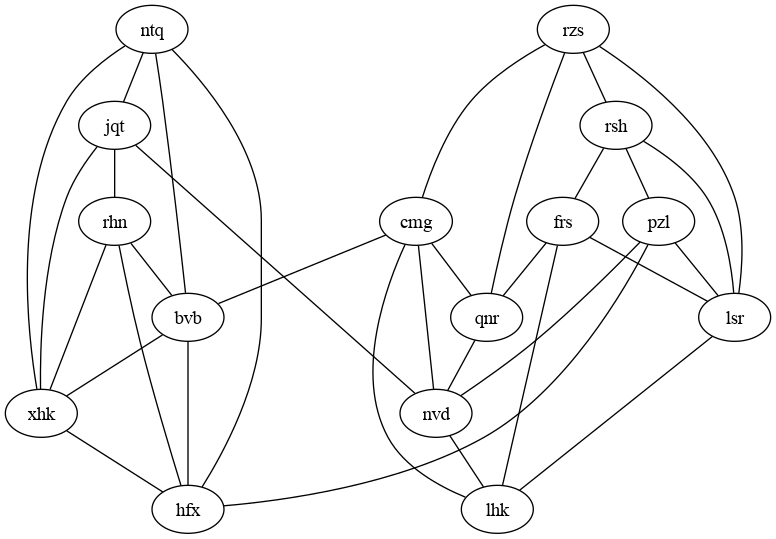 ntq rzs
jqt rsh
rhn cmg frs pzl
bvb qnr lsr
xhk nvd
hfx lhk